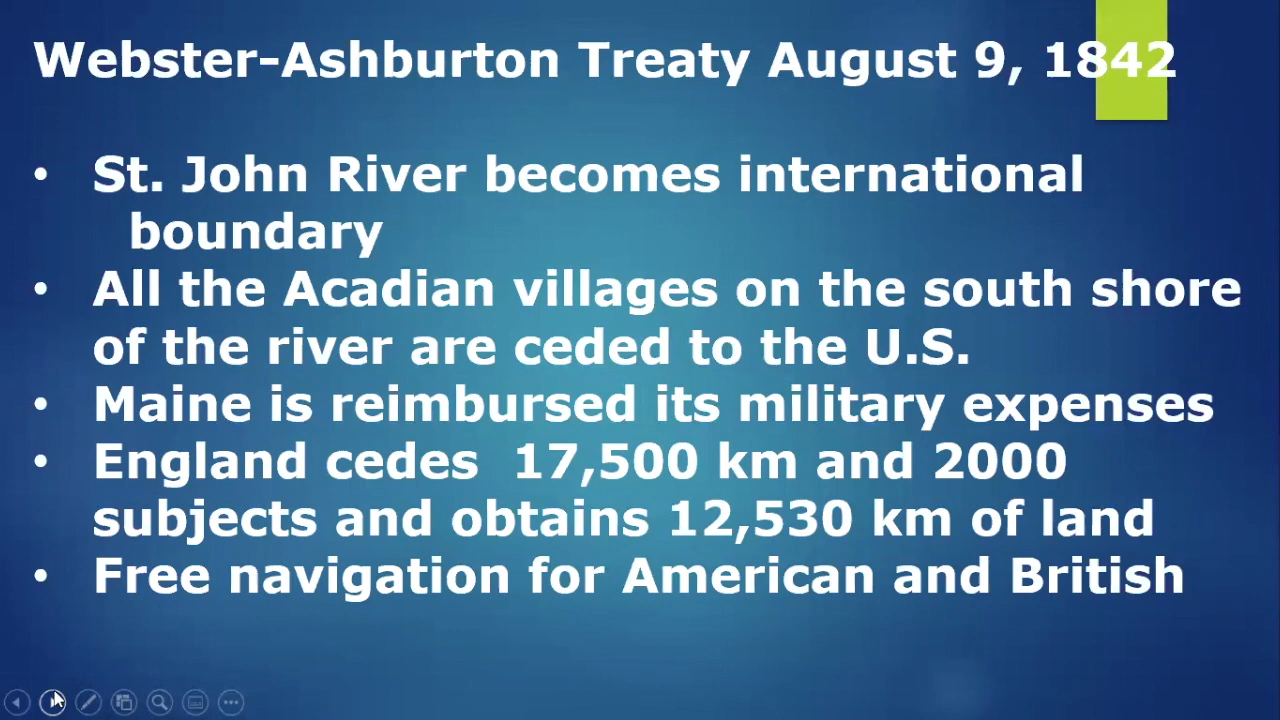 Webster-Ashburton Treaty August 9, 1842
• St. John River becomes international
boundary
• All the Acadian villages on the south shore
of the river are ceded to the U.S.
• Maine is reimbursed its military expenses
• England cedes  17,500 km and 2000
subjects and obtains 12,530 km of land
• Free navigation for American and British